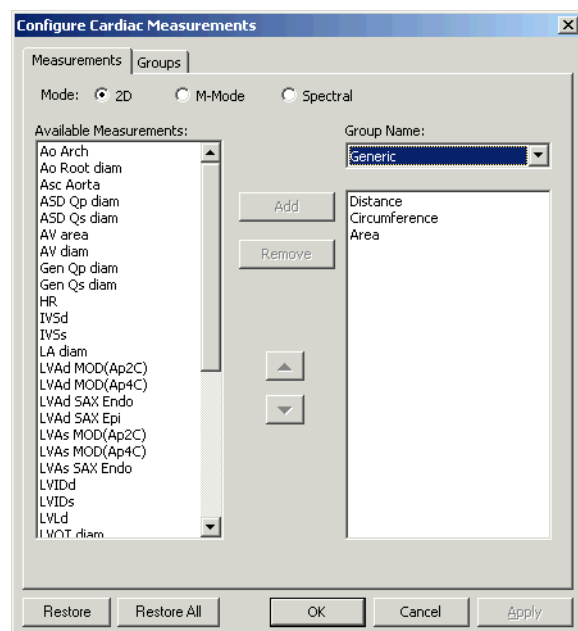 Configure Cardiac Measurements
Measurements Groups
Mode: 2D M-Mode Spectral
Available Measurements:
Ao Arch
Ao Root diam
Asc Aorta
ASD Qp diam
ASD Qs diam
AV area
AV diam
Gen Qp diam
Gen Qs diam
HR
IVSd
IVSs
LA diam
LVAd MOD(Ap2C)
LVAd MOD(Ap4C)
LVAd SAX Endo
LVAd SAX Epi
LVAs MOD(Ap2C)
LVAs MOD(Ap4C)
LVAs SAX Endo
LVIDd
LVIDs
LVLd
LVOT diam
Add
Remove
Group Name:
Generic
Distance
Circumference
Area
Restore Restore All OK Cancel Apply